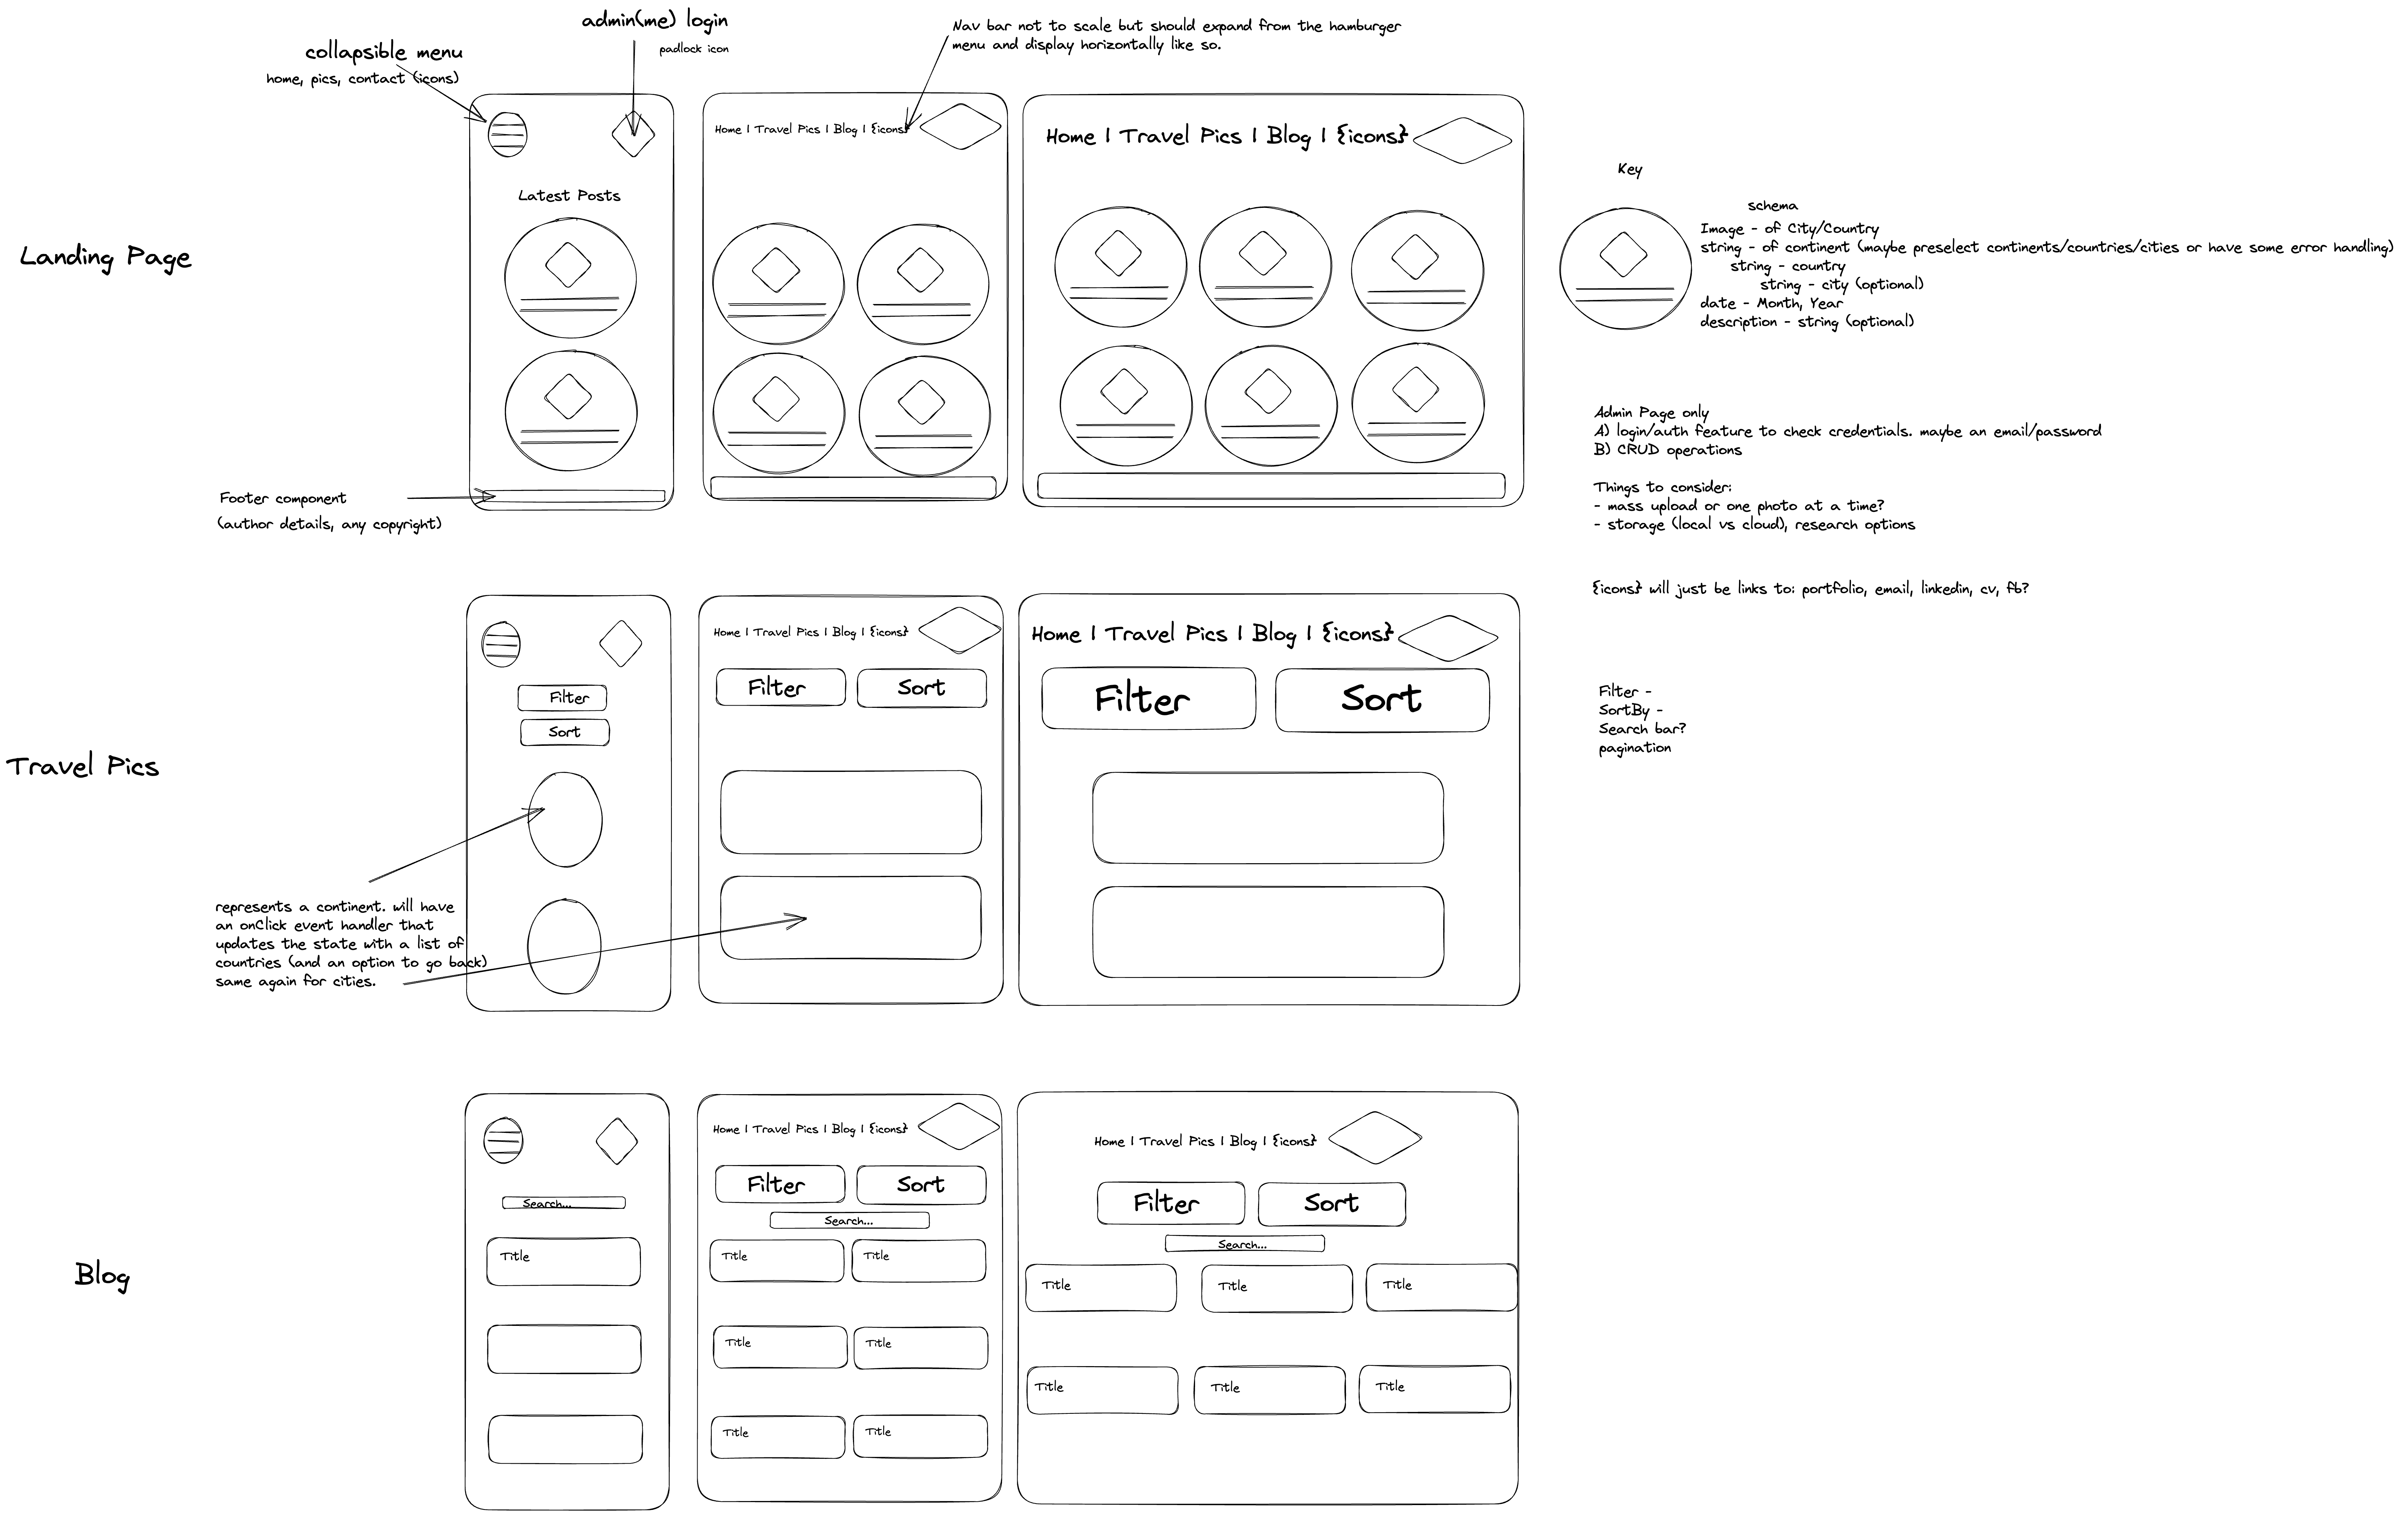 admin(me) login
padlock icon
collapsible menu
home, pics, contact (icons)
Nav bar not to scale but should expand from the hamburger
menu and display horizontally like so.
Landing Page
Latest Posts
Home | Travel Pics | Blog | {icons}
Home | Travel Pics | Blog | {icons}
Footer component
(author details, any copyright)
Key
schema
Image - of City/Country
string - of continent (maybe preselect continents/countries/cities or have some error handling)
string - country
string - city (optional)
date - Month, Year
description - string (optional)
Admin Page only
A) login/auth feature to check credentials. maybe an email/password
B) CRUD operations
Things to consider:
- mass upload or one photo at a time?
- storage (local vs cloud), research options
{icons} will just be links to: portfolio, email, linkedin, cv, fb?
Travel Pics
Filter
Sort
Home | Travel Pics | Blog | {icons}
Filter
Sort
Home | Travel Pics | Blog | {icons}
Filter
Sort
Filter -
SortBy -
Search bar?
pagination
represents a continent. will have
an onClick event handler that
updates the state with a list of
countries (and an option to go back)
same again for cities.
Blog
Search...
Title
Home | Travel Pics | Blog | {icons}
Filter
Sort
Search...
Title
Title
Title
Title
Title
Title
Home | Travel Pics | Blog | {icons}
Filter
Sort
Search...
Title
Title
Title
Title
Title
Title